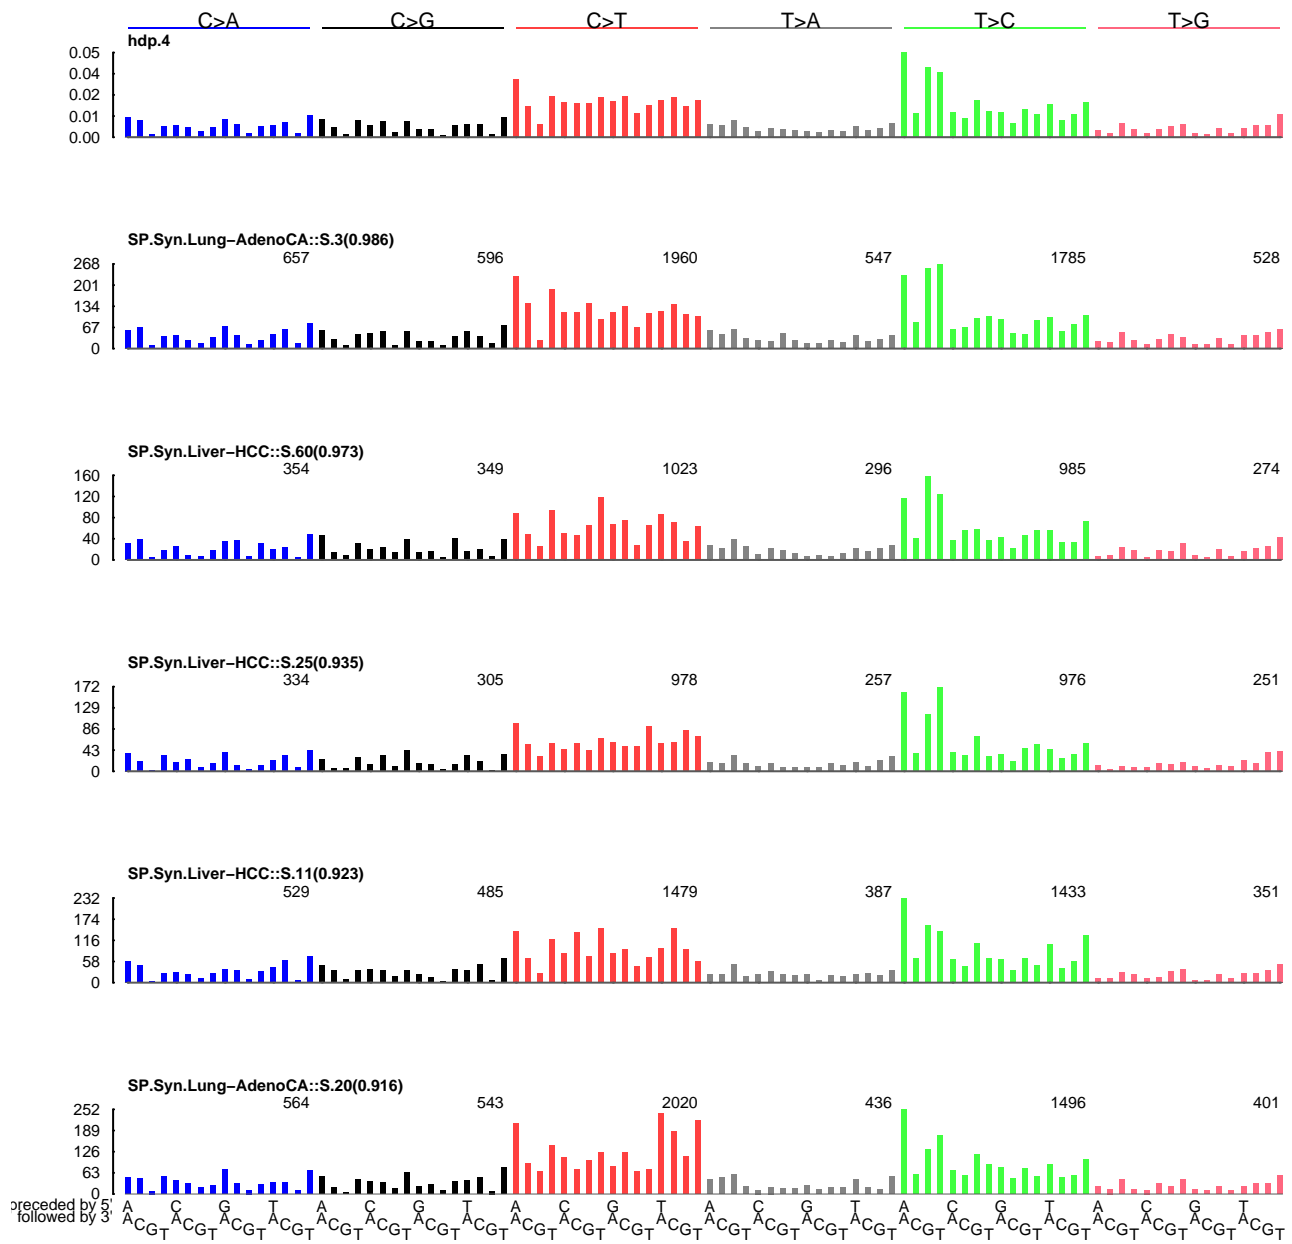 C>A C>G C>T T>A T>C T>G
hdp.4
0.05
0.04
0.02
0.01
0.00
SP.Syn.Lung−AdenoCA::S.3(0.986)
657 596 1960 547 1785 528
268
201
134
67
0
SP.Syn.Liver−HCC::S.60(0.973)
354 349 1023 296 985 274
160
120
80
40
0
SP.Syn.Liver−HCC::S.25(0.935)
334 305 978 257 976 251
172
129
86
43
0
SP.Syn.Liver−HCC::S.11(0.923)
529 485 1479 387 1433 351
232
174
116
58
0
SP.Syn.Lung−AdenoCA::S.20(0.916)
564 543 2020 436 1496 401
252
189
126
63
0
preceded by 5' A C G T A C G T A C G T A C G T A C G T A C G T
followed by 3' A C G T A C G T A C G T A C G T A C G T A C G T A C G T A C G T A C G T A C G T A C G T A C G T A C G T A C G T A C G T A C G T A C G T A C G T A C G T A C G T A C G T A C G T A C G T A C G T